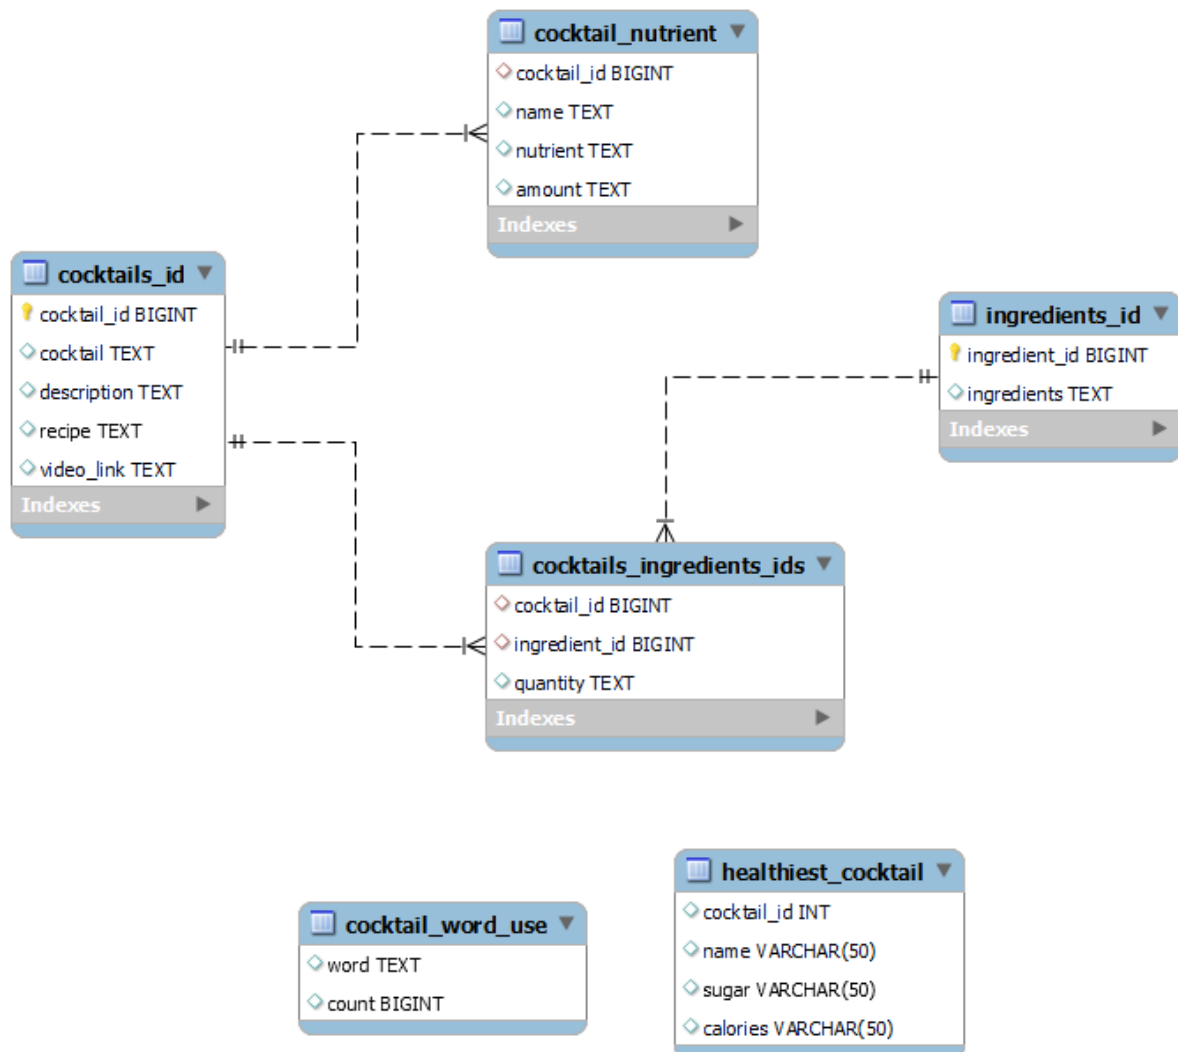 cocktail_nutrient
cocktail_id BIGINT
name TEXT
nutrient TEXT
amount TEXT
Indexes
cocktails_id
cocktail_id BIGINT
cocktail TEXT
description TEXT
recipe TEXT
video_link TEXT
Indexes
ingredients_id
ingredient_id BIGINT
ingredients TEXT
Indexes
cocktails_ingredients_ids
cocktail_id BIGINT
ingredient_id BIGINT
quantity TEXT
Indexes
cocktail_word_use
word TEXT
count BIGINT
healthiest_cocktail
cocktail_id INT
name VARCHAR(50)
sugar VARCHAR(50)
calories VARCHAR(50)